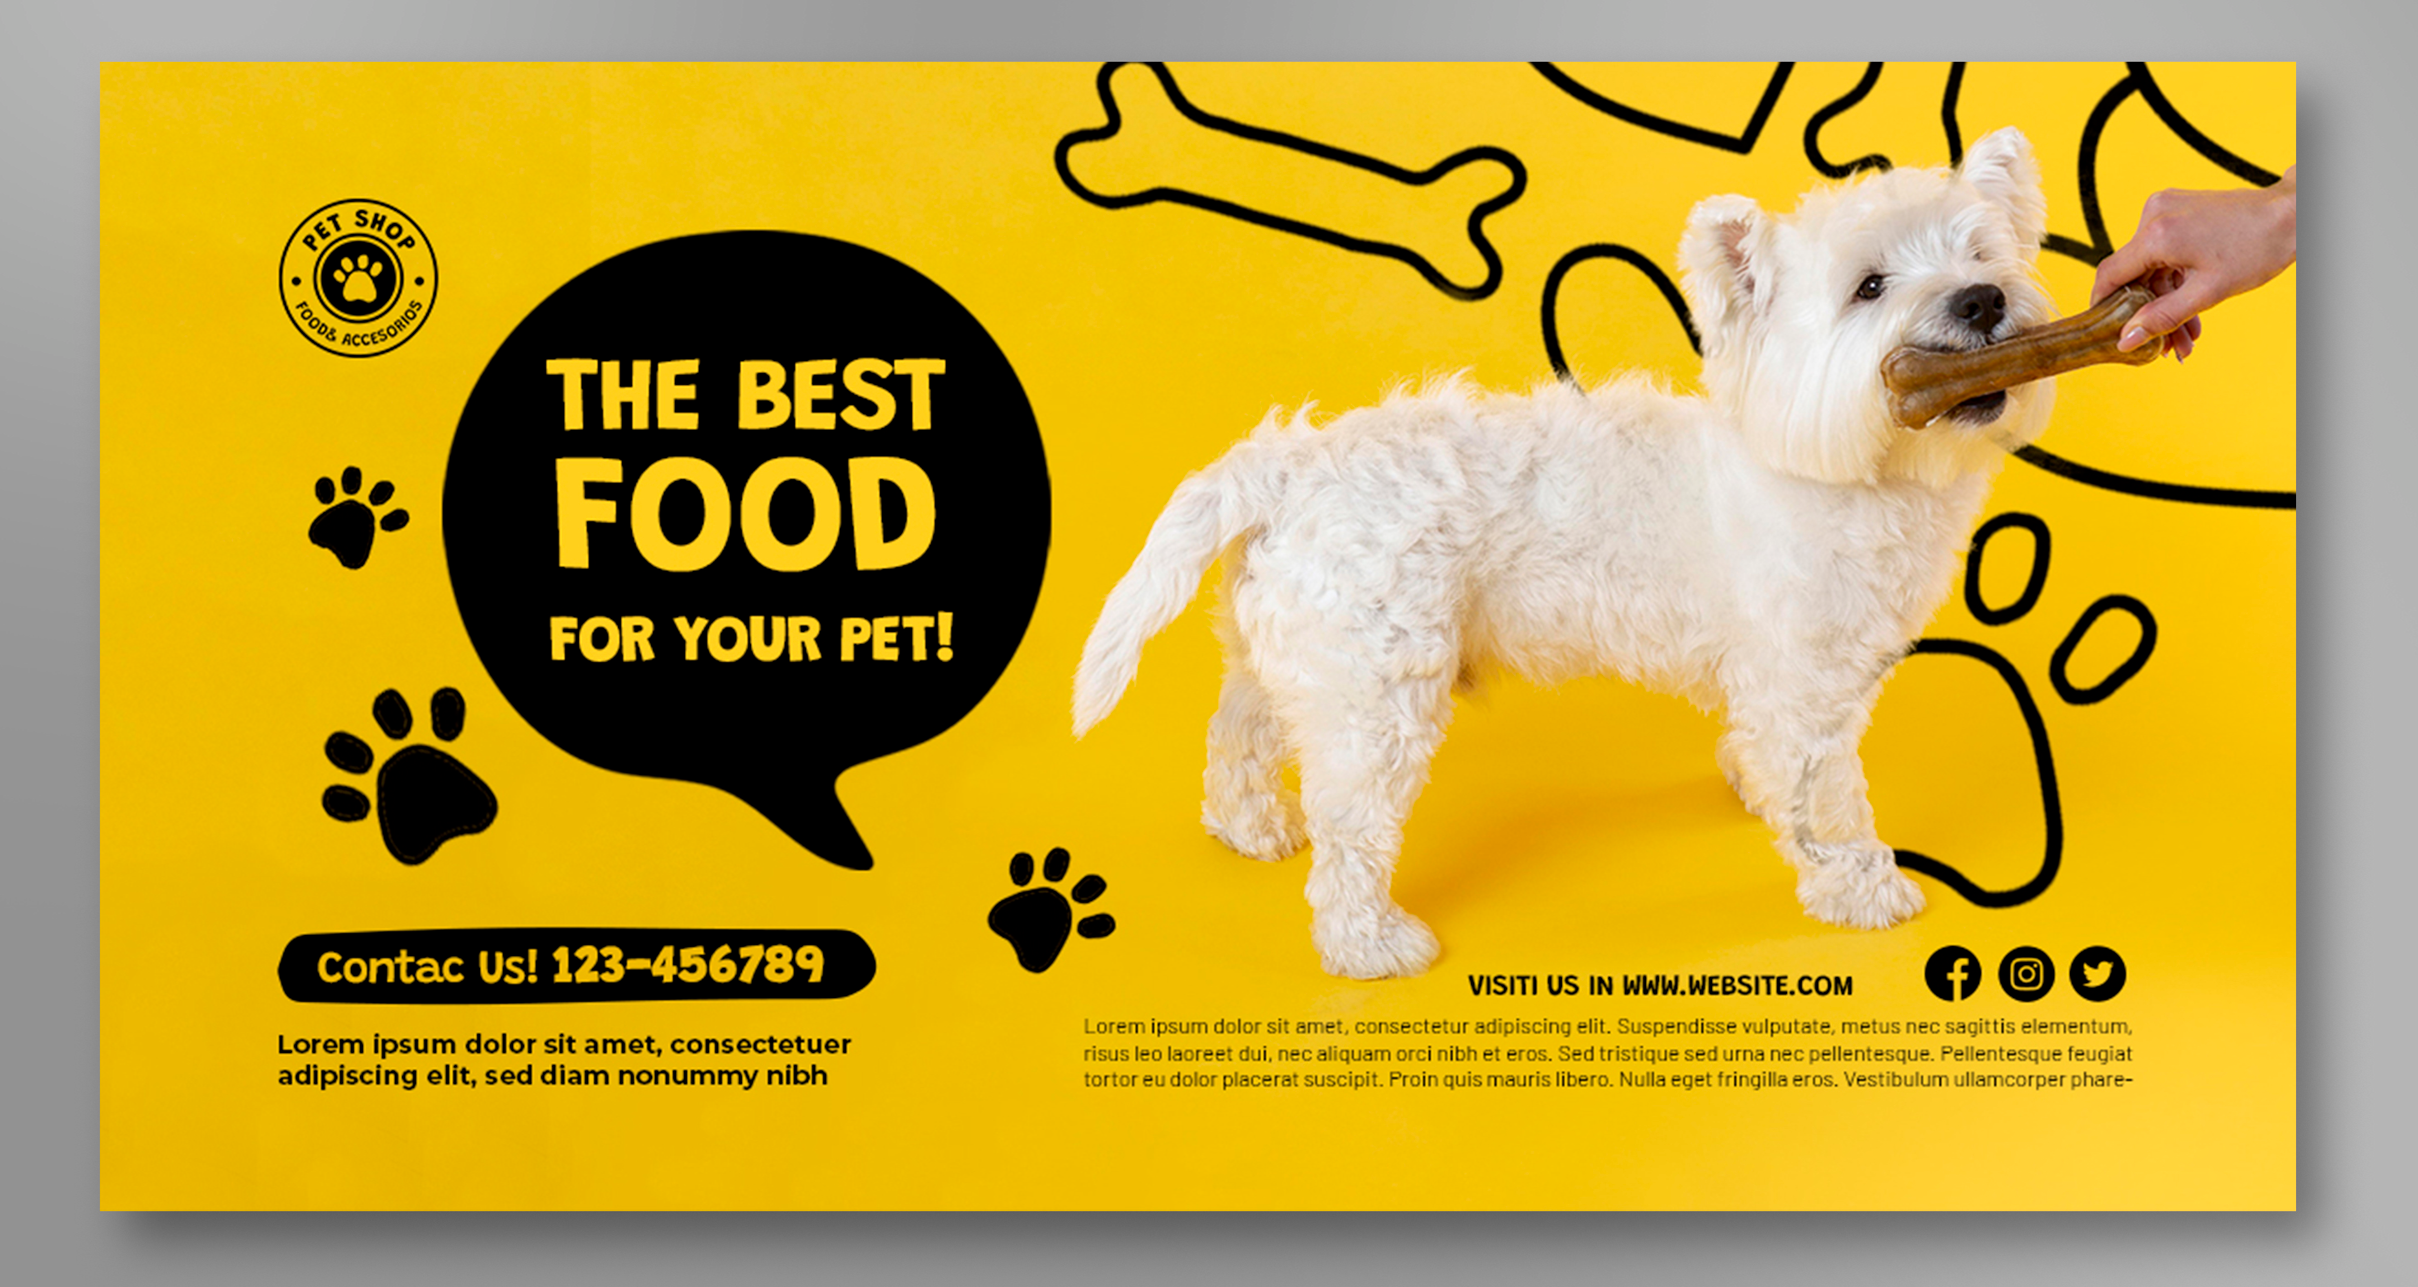 PET SHOP
FOOD& ACCESORIOS
THE BEST
FOOD
FOR YOUR PET!
Contac Us! 123-456789
Lorem ipsum dolor sit amet, consectetuer
adipiscing elit, sed diam nonummy nibh
VISITI US IN WWW.WEBSITE.COM
Lorem ipsum dolor sit amet, consectetur adipiscing elit. Suspendisse vulputate, metus nec sagittis elementum,
risus leo laoreet dui, nec aliquam orci nibh et eros. Sed tristique sed urna nec pellentesque. Pellentesque feugiat
tortor eu dolor placerat suscipit. Proin quis mauris libero. Nulla eget fringilla eros. Vestibulum ullamcorper phare-